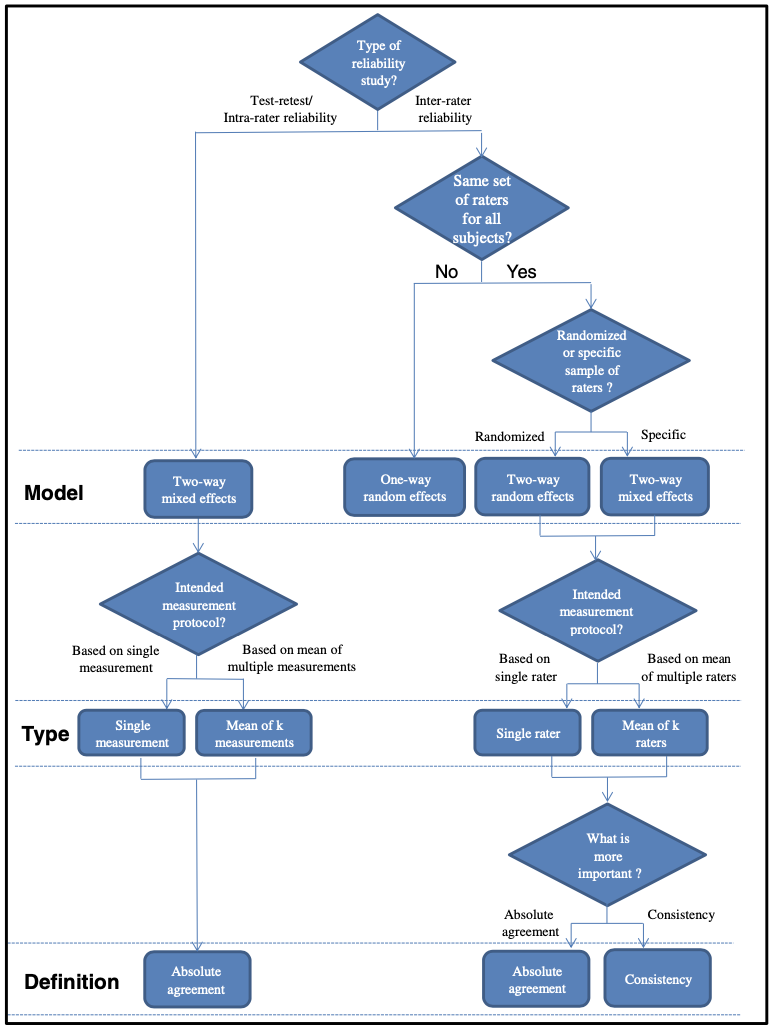 Type of
reliability
study?
Test-retest/
Intra-rater reliability
Inter-rater
reliability
Same set
of raters
for all
subjects?
No
Yes
Randomized
or specific
sample of
raters ?
Randomized
Specific
Model
Two-way
mixed effects
One-way
random effects
Two-way
random effects
Two-way
mixed effects
Intended
measurement
protocol?
Intended
measurement
protocol?
Based on single
measurement
Based on mean of
multiple measurements
Based on
single rater
Based on mean
of multiple raters
Type
Single
measurement
Mean of k
measurements
Single rater
Mean of k
raters
What is
more
important ?
Absolute
agreement
Consistency
Definition
Absolute
agreement
Absolute
agreement
Consistency